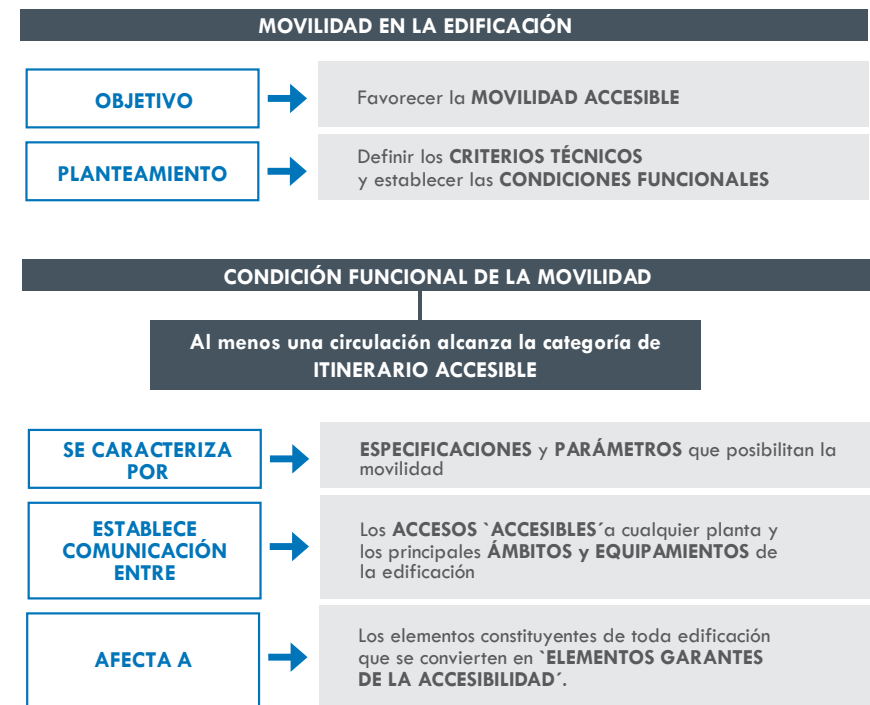 MOVILIDAD EN LA EDIFICACIÓN
OBJETIVO
Favorecer la MOVILIDAD ACCESIBLE
PLANTEAMIENTO
Definir los CRITERIOS TÉCNICOS
y establecer las CONDICIONES FUNCIONALES
CONDICIÓN FUNCIONAL DE LA MOVILIDAD
Al menos una circulación alcanza la categoría de
ITINERARIO ACCESIBLE
SE CARACTERIZA
POR
ESPECIFICACIONES y PARÁMETROS que posibilitan la
movilidad
ESTABLECE
COMUNICACIÓN
ENTRE
Los ACCESOS `ACCESIBLES´a cualquier planta y
los principales ÁMBITOS y EQUIPAMIENTOS de
la edificación
AFECTA A
Los elementos constituyentes de toda edificación
que se convierten en `ELEMENTOS GARANTES
DE LA ACCESIBILIDAD´.